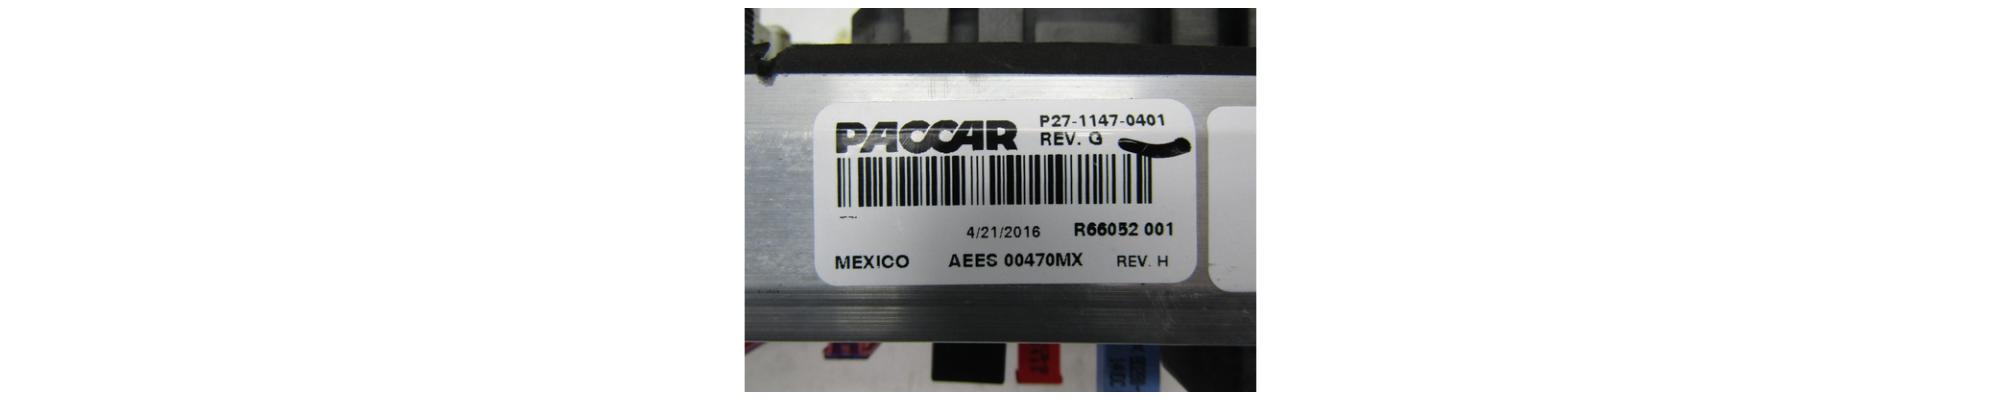 PACCAR
P27-1147-0401
REV. G
4/21/2016 R66052 001
MEXICO AEES 00470MX REV. H